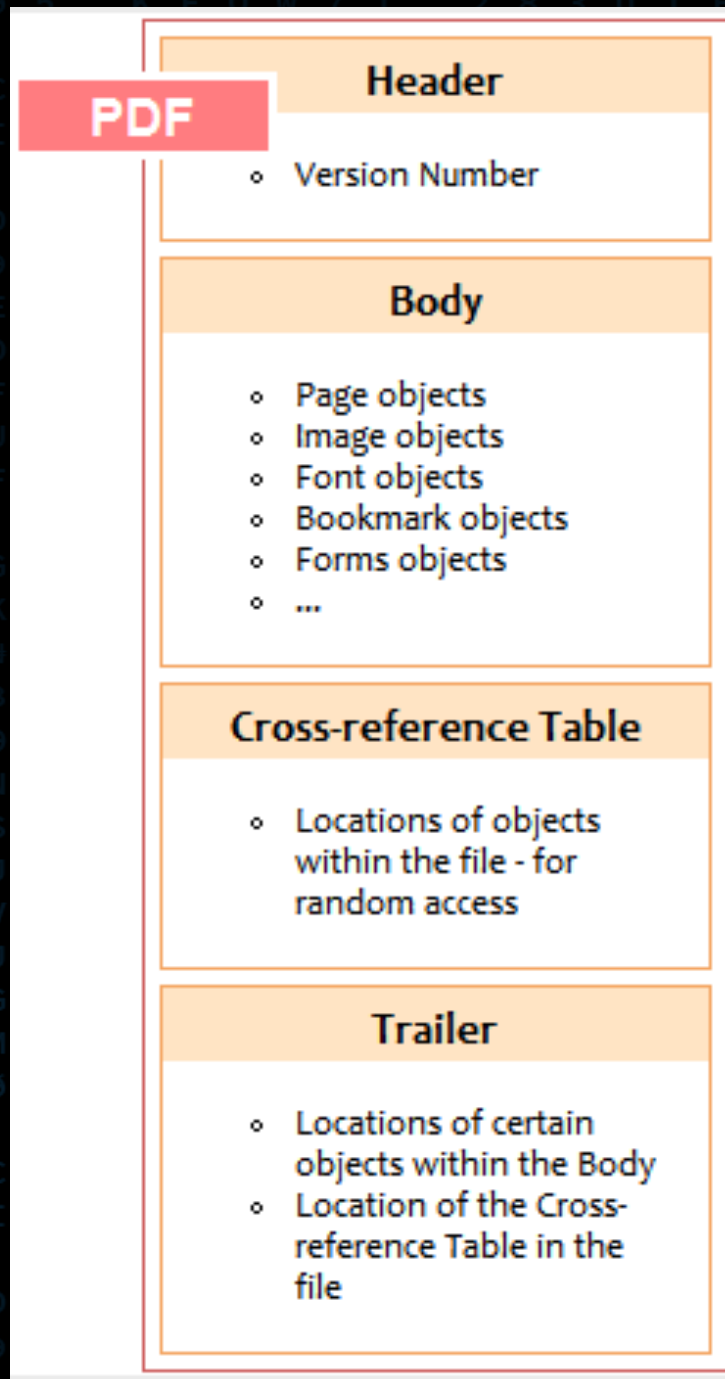 Header
PDF
Version Number
Body
Page objects
Image objects
Font objects
Bookmark objects
Forms objects
...
Cross-reference Table
Locations of objects
within the file - for
random access
Trailer
Locations of certain
objects within the Body
Location of the Cross-
reference Table in the
file